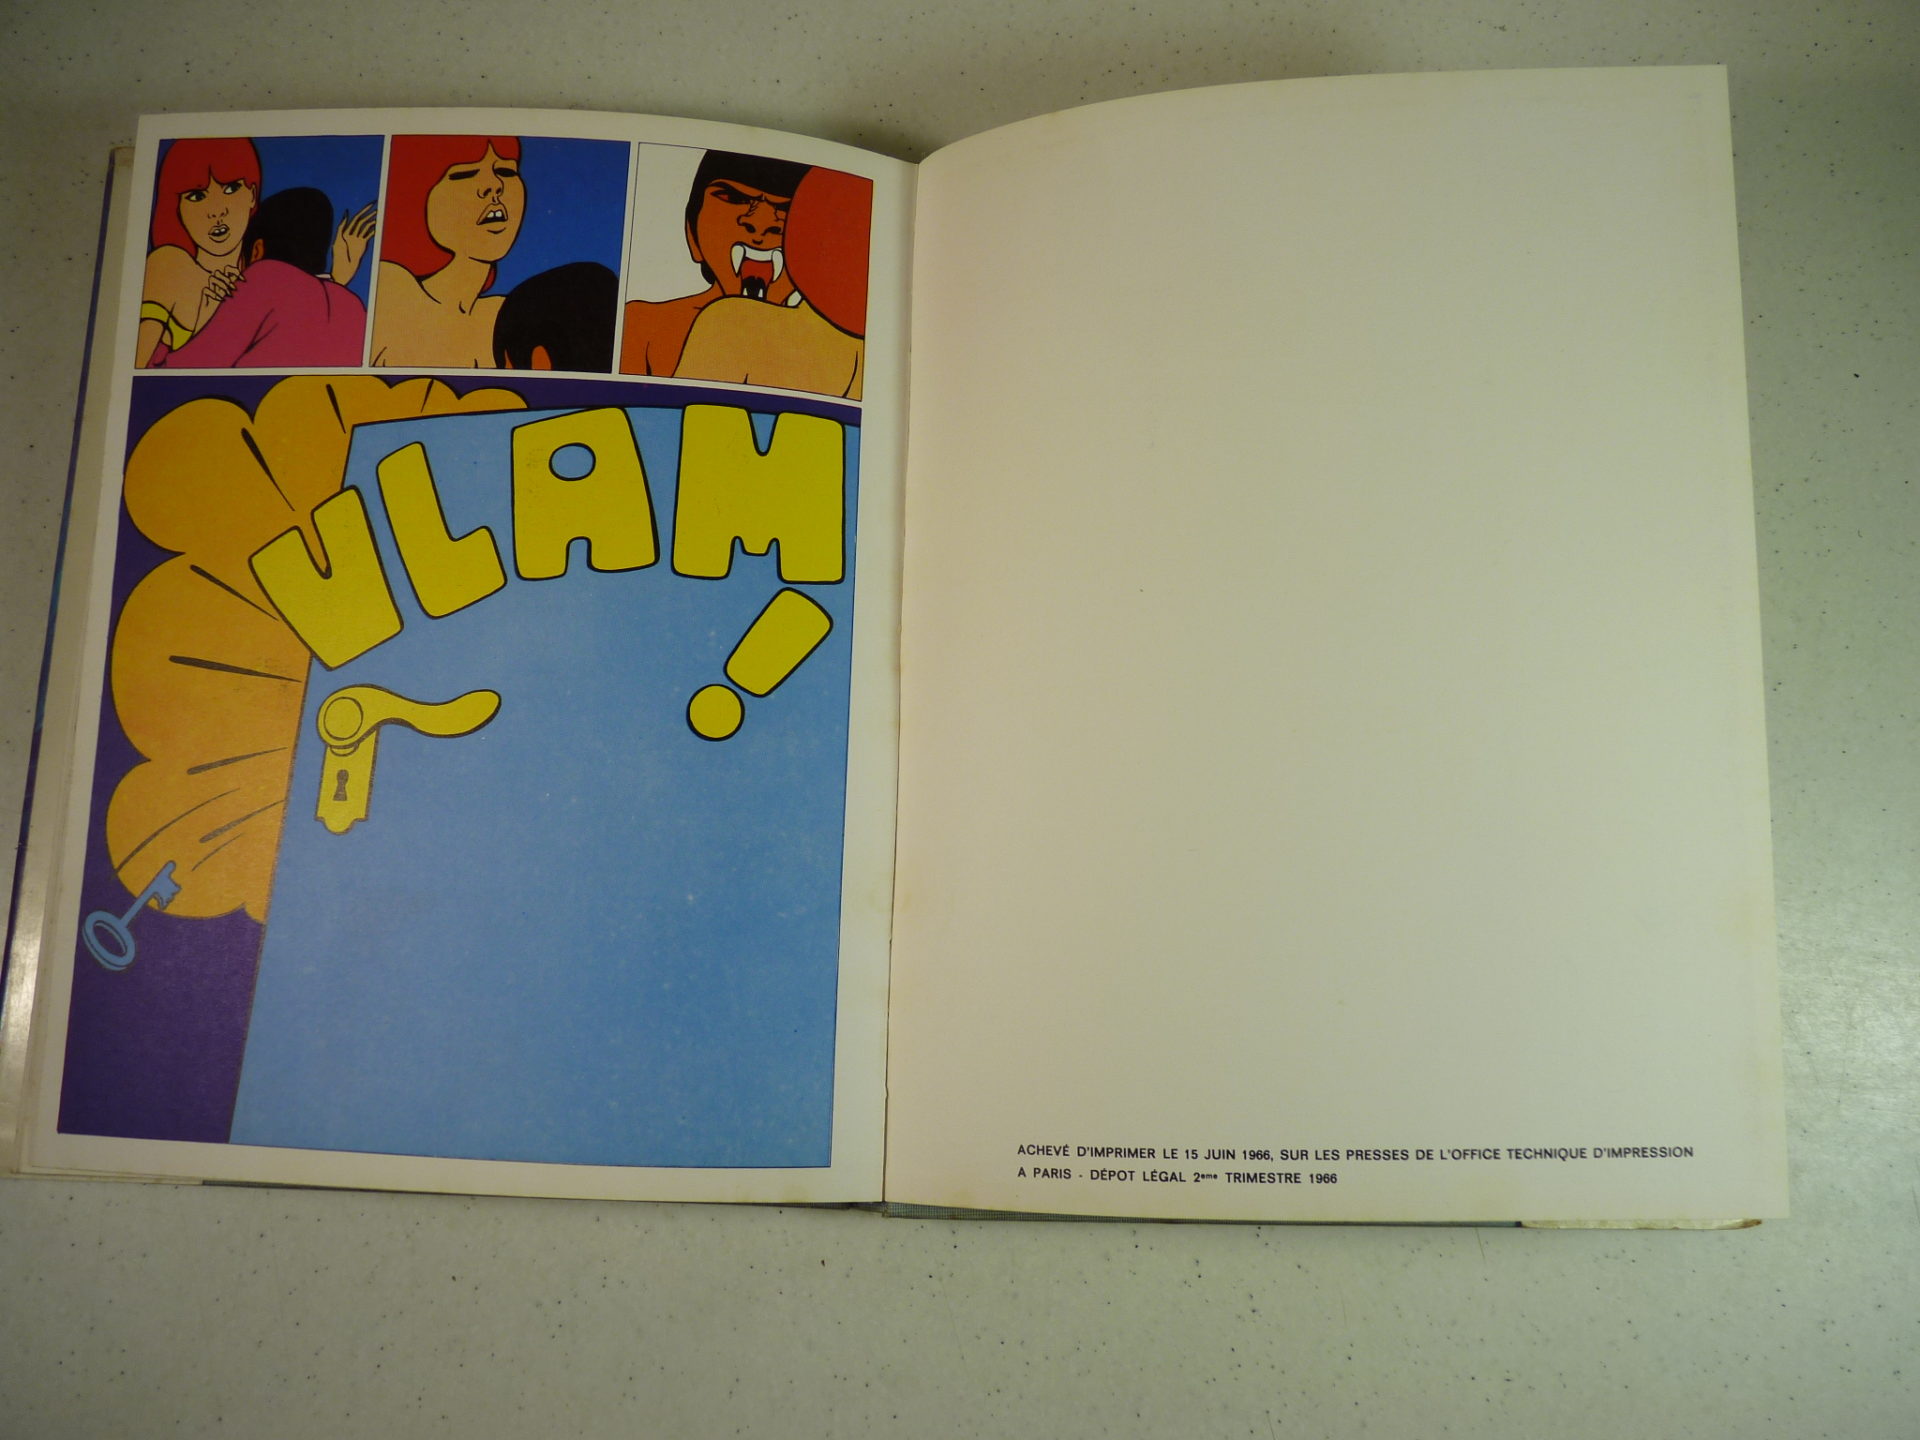 VLAM!
ACHEVÉ D'IMPRIMER LE 15 JUIN 1966, SUR LES PRESSES DE L'OFFICE TECHNIQUE D'IMPRESSION
A PARIS - DÉPOT LÉGAL 2eme TRIMESTRE 1966